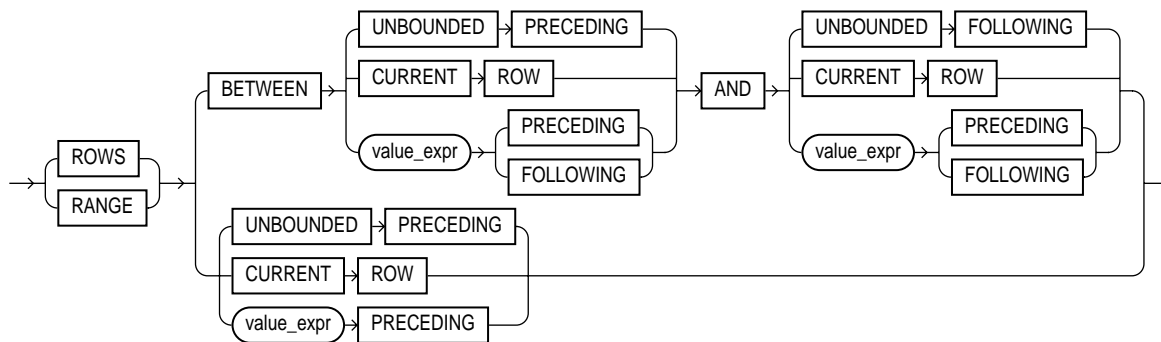 UNBOUNDED PRECEDING UNBOUNDED FOLLOWING
CURRENT ROW CURRENT ROW
BETWEEN AND
value_expr PRECEDING value_expr PRECEDING
FOLLOWING FOLLOWING
ROWS
RANGE
UNBOUNDED PRECEDING
CURRENT ROW
value_expr PRECEDING